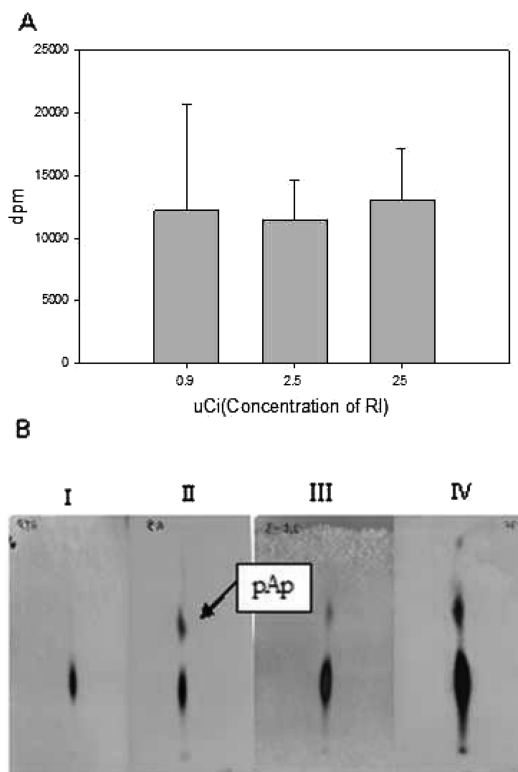 A
25000
20000
15000
10000
5000
0
dpm
0.9 2.5 25
uCi(Concentration of RI)
B
I II III IV
pAp